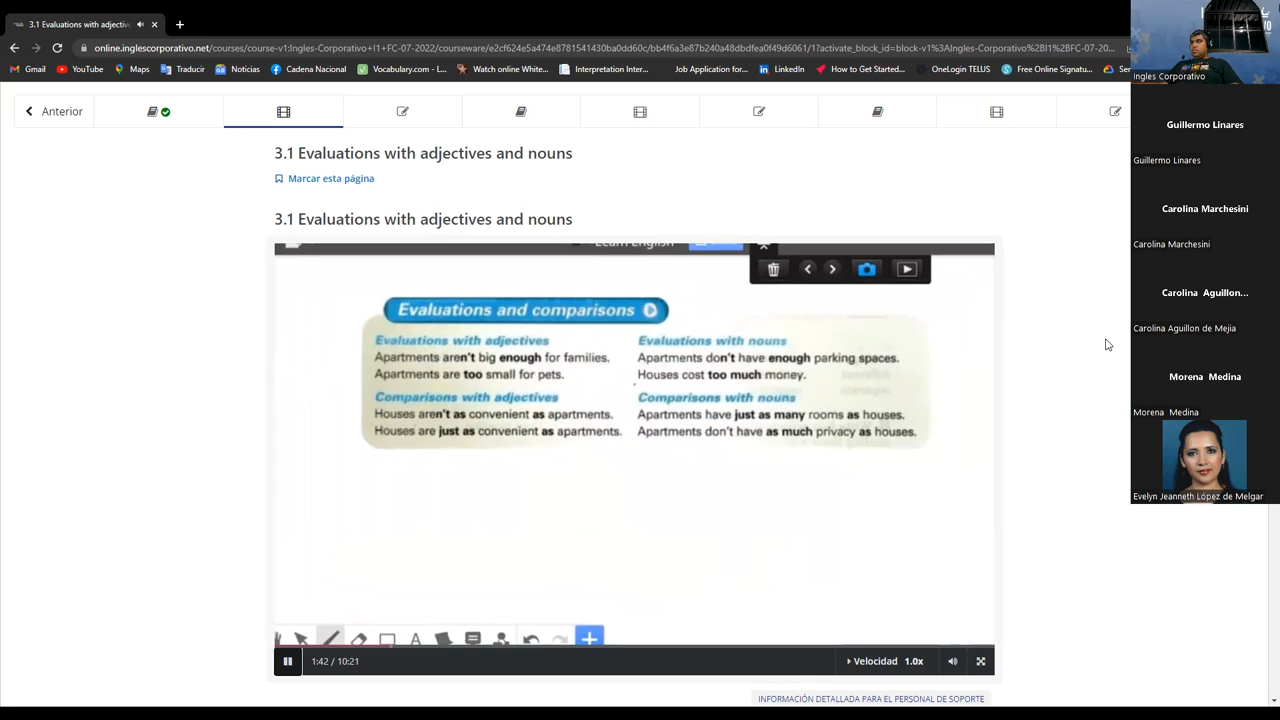 3.1 Evaluations with adjectiv
online.inglescorporativo.net/courses/course-v1:Ingles-Corporativo+I1+FC-07-2022/courseware/e2cf624e5a474e8781541430ba0dd60c/bb4f6a3e87b240a48dbdfea0f49d6061/1?activate_block_id=block-v1%3AIngles-Corporativo%2BI1%2BFC-07-20...
Gmail YouTube Maps Traducir Noticias Cadena Nacional Vocabulary.com - L... Watch online White... Interpretation Inter... Job Application for... LinkedIn How to Get Started... OneLogin TELUS Free Online Signatu... Ser
Anterior
3.1 Evaluations with adjectives and nouns
Marcar esta página
3.1 Evaluations with adjectives and nouns
Learn English
Evaluations and comparisons
Evaluations with adjectives
Apartments aren't big enough for families.
Apartments are too small for pets.
Comparisons with adjectives
Houses aren't as convenient as apartments.
Houses are just as convenient as apartments.
Evaluations with nouns
Apartments don't have enough parking spaces.
Houses cost too much money.
Comparisons with nouns
Apartments have just as many rooms as houses.
Apartments don't have as much privacy as houses.
1:42 / 10:21
Velocidad 1.0x
INFORMACIÓN DETALLADA PARA EL PERSONAL DE SOPORTE
Ingles Corporativo
Guillermo Linares
Guillermo Linares
Carolina Marchesini
Carolina Marchesini
Carolina Aguillon...
Carolina Aguillon de Mejia
Morena Medina
Morena Medina
Evelyn Jeanneth López de Melgar